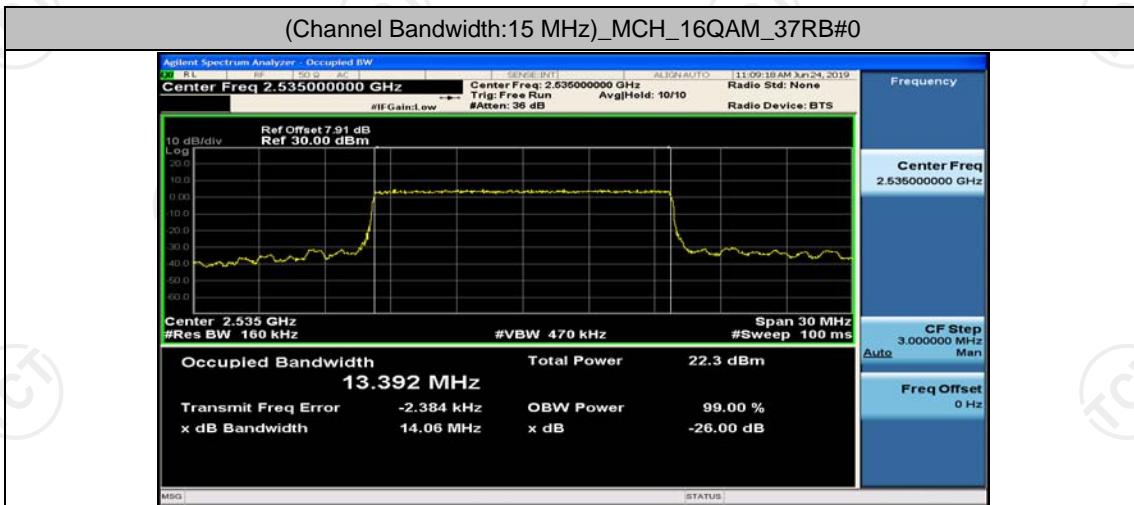 (Channel Bandwidth:15 MHz)_MCH_16QAM_37RB#0
Agilent Spectrum Analyzer - Occupied BW
RL RF 50 Ω AC SENSE:INT ALIGN AUTO 11:09:18 AM Jun 24, 2019
Center Freq 2.535000000 GHz
Center Freq: 2.535000000 GHz
Radio Std: None
Trig: Free Run Avg|Hold: 10/10
#IFGain:Low
#Atten: 36 dB
Radio Device: BTS
Frequency
Ref Offset 7.91 dB
10 dB/div Ref 30.00 dBm
Log
20.0
10.0
0.00
-10.0
-20.0
-30.0
-40.0
-50.0
-60.0
Center Freq
2.535000000 GHz
Center 2.535 GHz Span 30 MHz
#Res BW 160 kHz #VBW 470 kHz #Sweep 100 ms
CF Step
3.000000 MHz
Auto Man
Occupied Bandwidth Total Power 22.3 dBm
13.392 MHz
Freq Offset
0 Hz
Transmit Freq Error -2.384 kHz OBW Power 99.00 %
x dB Bandwidth 14.06 MHz x dB -26.00 dB
MSG STATUS
TCT